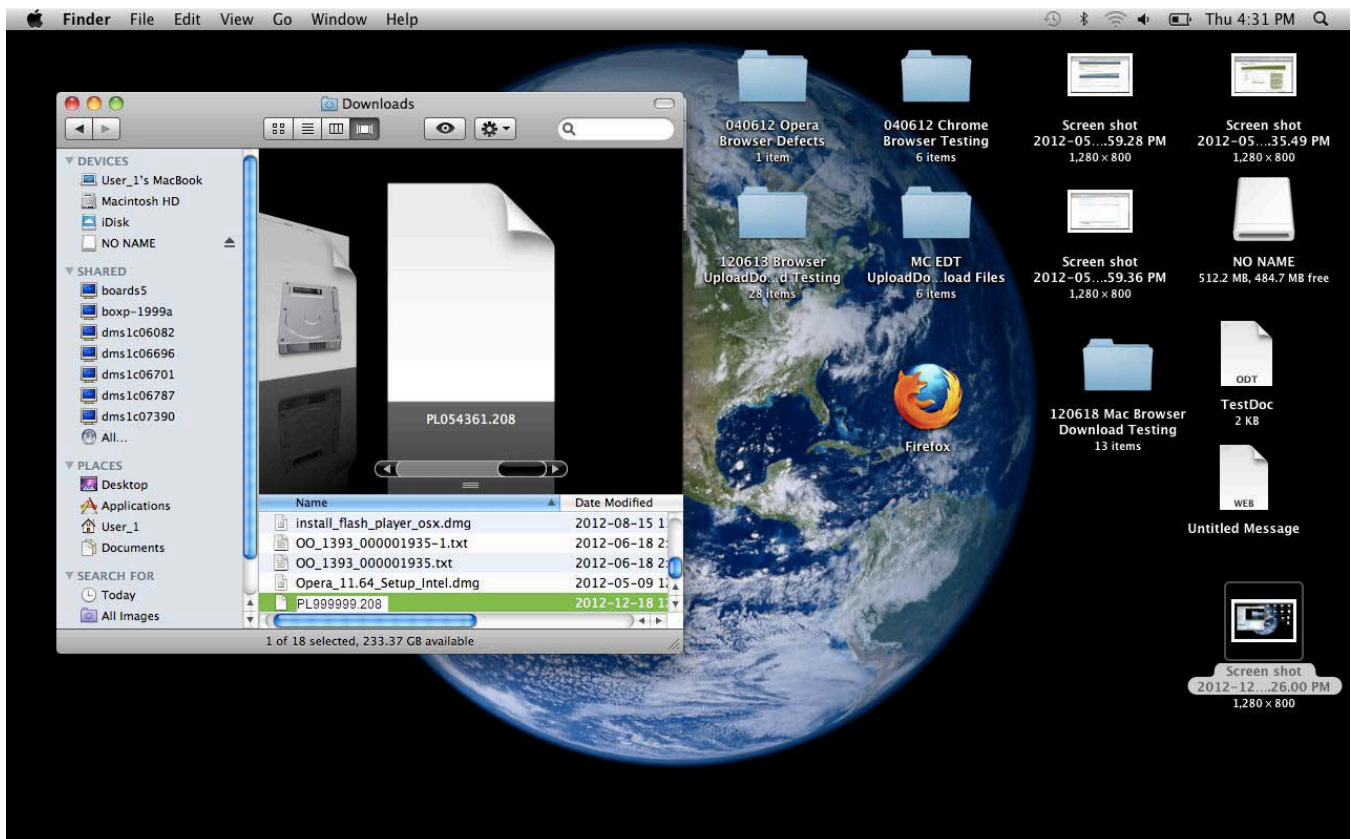 Finder File Edit View Go Window Help
Thu 4:31 PM
Downloads
DEVICES
User_1's MacBook
Macintosh HD
iDisk
NO NAME
SHARED
boards5
boxp-1999a
dms1c06082
dms1c06696
dms1c06701
dms1c06787
dms1c07390
All...
PLACES
Desktop
Applications
User_1
Documents
SEARCH FOR
Today
All Images
PL054361.208
Name Date Modified
install_flash_player_osx.dmg 2012-08-15 1
OO_1393_000001935-1.txt 2012-06-18 2:
OO_1393_000001935.txt 2012-06-18 2:
Opera_11.64_Setup_Intel.dmg 2012-05-09 12
PL999999.208 2012-12-18 1
1 of 18 selected, 233.37 GB available
040612 Opera
Browser Defects
1 item
040612 Chrome
Browser Testing
6 items
Screen shot
2012-05....59.28 PM
1,280 × 800
Screen shot
2012-05....35.49 PM
1,280 × 800
120613 Browser
UploadDo...d Testing
28 items
MC EDT
UploadDo...load Files
6 items
Screen shot
2012-05....59.36 PM
1,280 × 800
NO NAME
512.2 MB, 484.7 MB free
Firefox
120618 Mac Browser
Download Testing
13 items
ODT
TestDoc
2 KB
WEB
Untitled Message
Screen shot
2012-12....26.00 PM
1,280 × 800